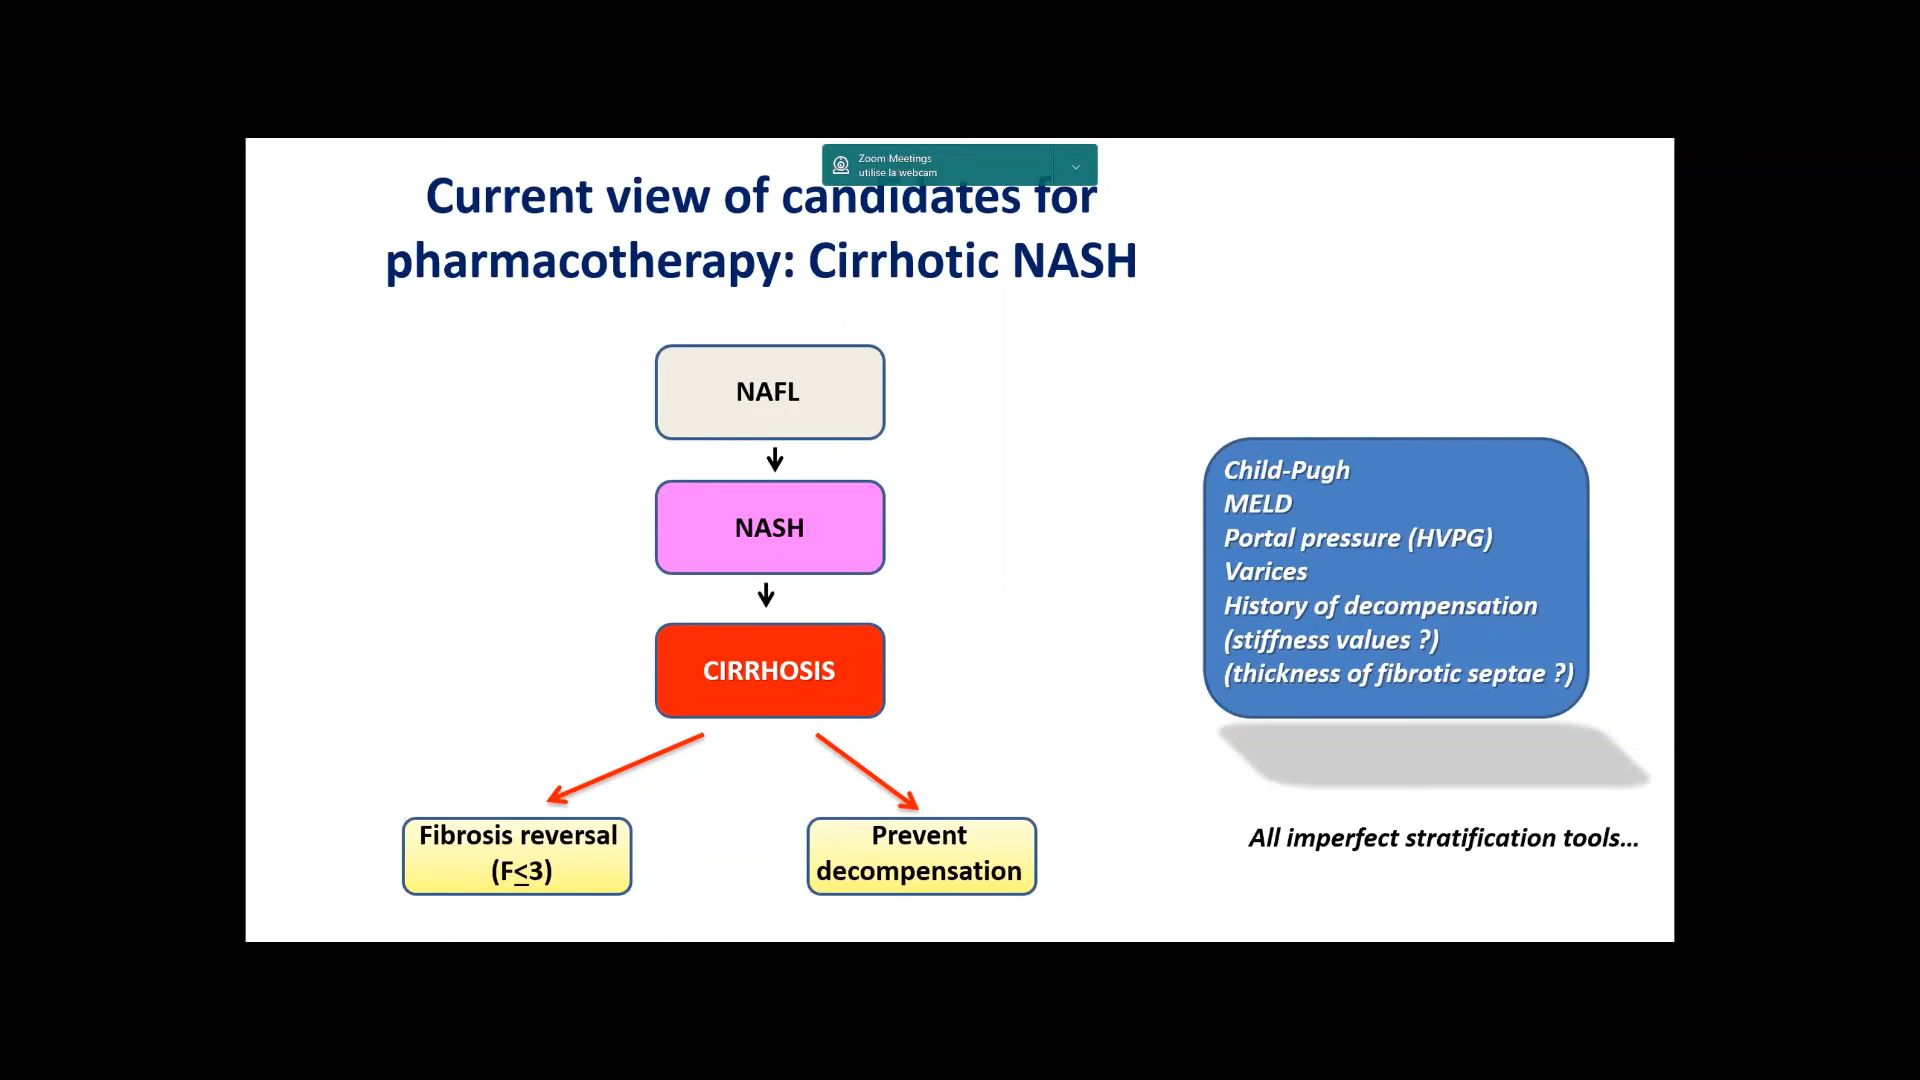 Zoom Meetings
utilise la webcam
Current view of candidates for
pharmacotherapy: Cirrhotic NASH
NAFL
NASH
CIRRHOSIS
Fibrosis reversal
(F≤3)
Prevent
decompensation
Child-Pugh
MELD
Portal pressure (HVPG)
Varices
History of decompensation
(stiffness values ?)
(thickness of fibrotic septae ?)
All imperfect stratification tools...